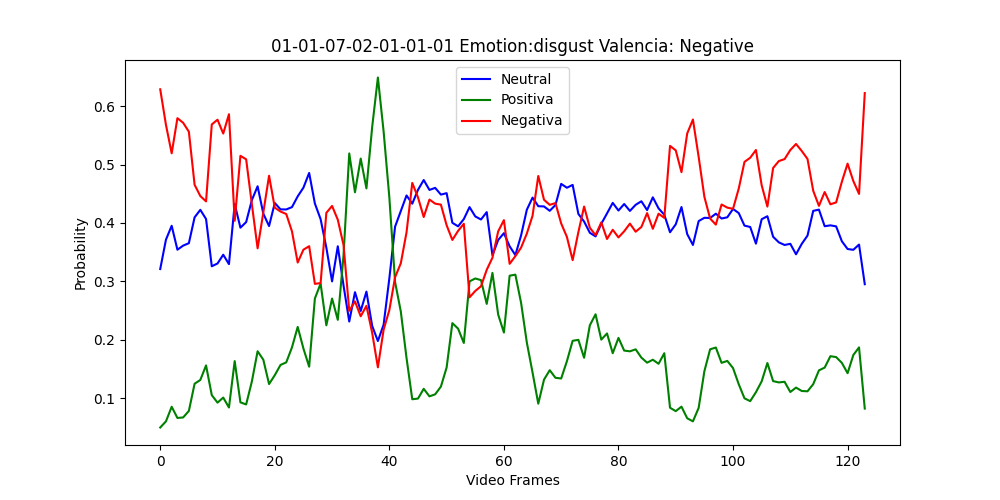 01-01-07-02-01-01-01 Emotion:disgust Valencia: Negative
Neutral
Positiva
Negativa
Probability
0.6
0.5
0.4
0.3
0.2
0.1
0 20 40 60 80 100 120
Video Frames